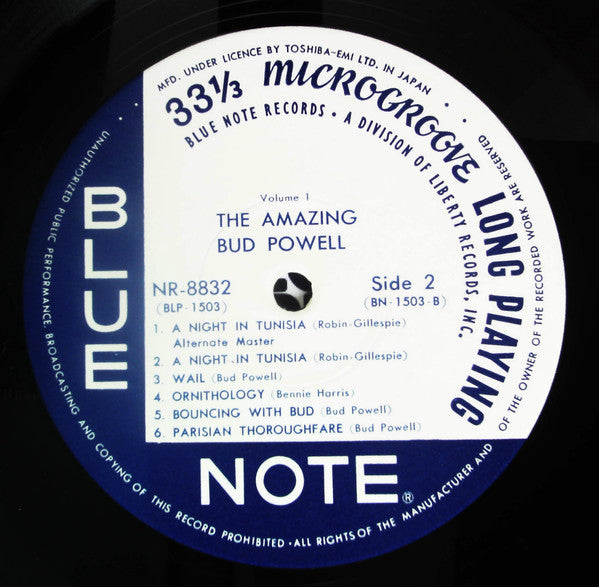 MFD. UNDER LICENCE BY TOSHIBA-EMI LTD. IN JAPAN
33⅓ MICROGROOVE LONG PLAYING
BLUE NOTE RECORDS • A DIVISION OF LIBERTY RECORDS, INC.
Volume 1
THE AMAZING
BUD POWELL
NR-8832 Side 2
(BLP-1503) (BN-1503-B)
1. A NIGHT IN TUNISIA (Robin-Gillespie)
Alternate Master
2. A NIGHT IN TUNISIA (Robin-Gillespie)
3. WAIL (Bud Powell)
4. ORNITHOLOGY (Bennie Harris)
5. BOUNCING WITH BUD (Bud Powell)
6. PARISIAN THOROUGHFARE (Bud Powell)
BLUE
NOTE®
UNAUTHORIZED PUBLIC PERFORMANCE, BROADCASTING AND COPYING OF THIS RECORD PROHIBITED • ALL RIGHTS OF THE MANUFACTURER AND OF THE OWNER OF THE RECORDED WORK ARE RESERVED